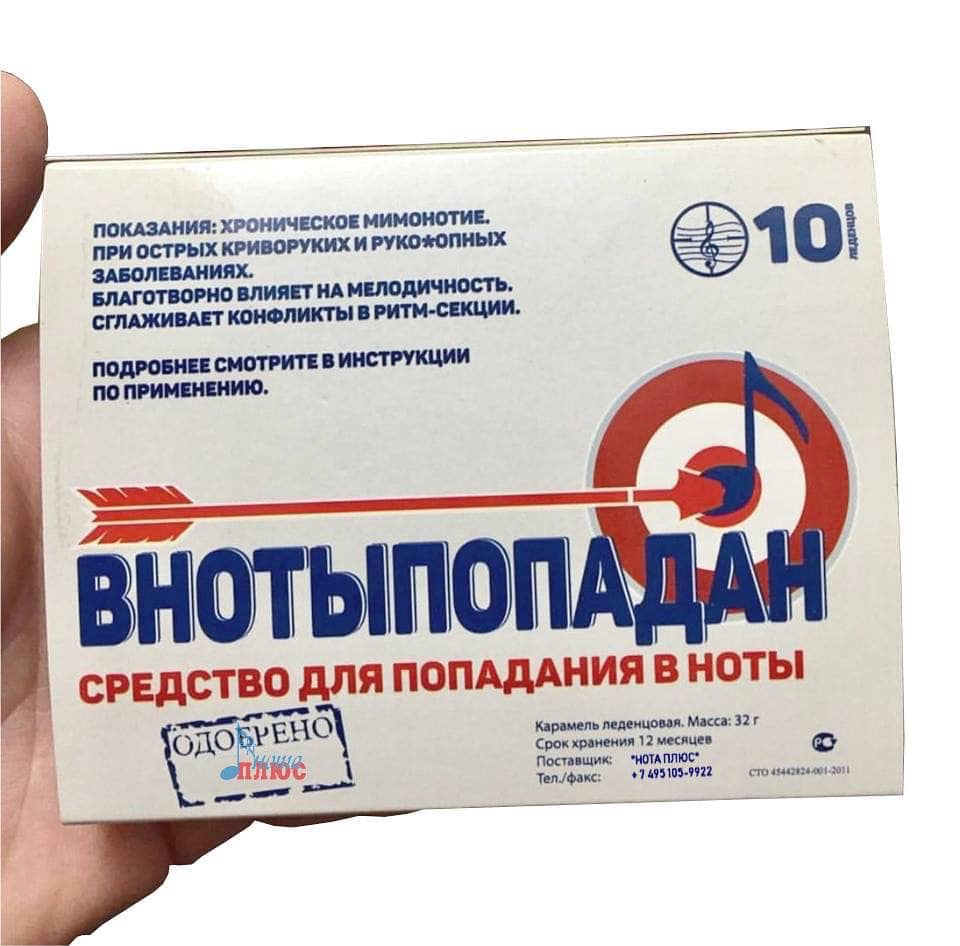 ПОКАЗАНИЯ: ХРОНИЧЕСКОЕ МИМОНОТИЕ.
ПРИ ОСТРЫХ КРИВОРУКИХ И РУКО*ОПНЫХ
ЗАБОЛЕВАНИЯХ.
БЛАГОТВОРНО ВЛИЯЕТ НА МЕЛОДИЧНОСТЬ.
СГЛАЖИВАЕТ КОНФЛИКТЫ В РИТМ-СЕКЦИИ.
ПОДРОБНЕЕ СМОТРИТЕ В ИНСТРУКЦИИ
ПО ПРИМЕНЕНИЮ.
10 ЛЕДЕНЦОВ
ВНОТЫПОПАДАН
СРЕДСТВО ДЛЯ ПОПАДАНИЯ В НОТЫ
ОДОБРЕНО
нота
ПЛЮС
Карамель леденцовая. Масса: 32 г
Срок хранения 12 месяцев
Поставщик: "НОТА ПЛЮС"
Тел./факс: +7 495 105-9922
РС
СТО 45442824-001-2011